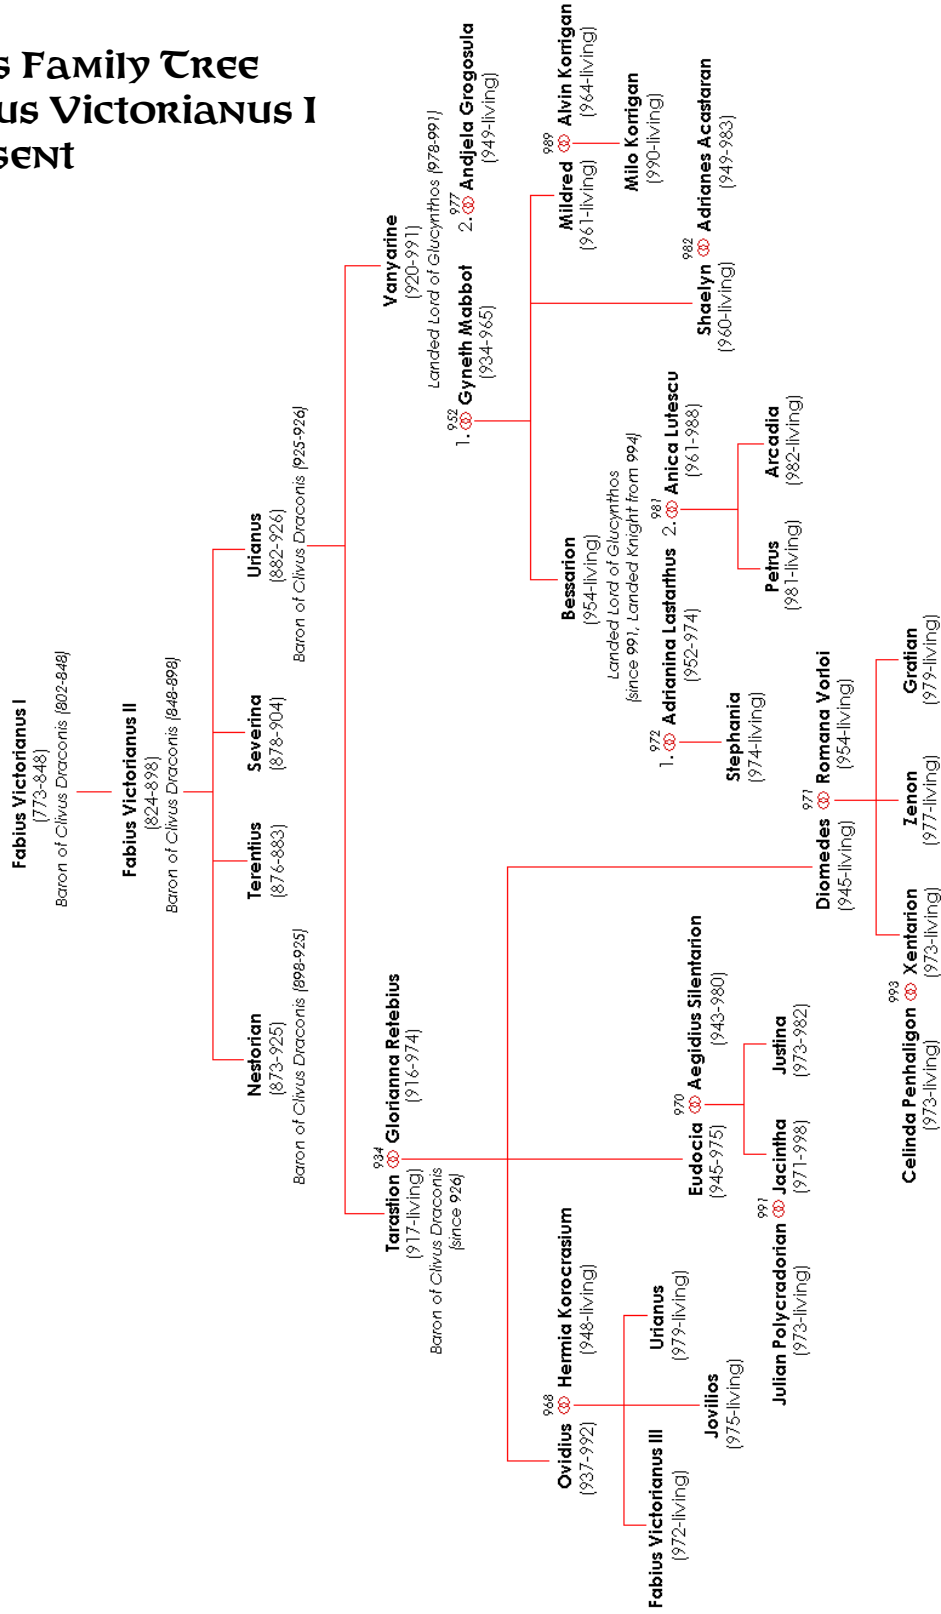 s Family Tree
us Victorianus I
sent
Fabius Victorianus I
(773-848)
Baron of Clivus Draconis (802-848)
Fabius Victorianus II
(824-898)
Baron of Clivus Draconis (848-898)
Nestorian
(873-925)
Baron of Clivus Draconis (898-925)
Terentius
(876-883)
Severina
(878-904)
Urianus
(882-926)
Baron of Clivus Draconis (925-926)
Tarastion
(917-living)
Baron of Clivus Draconis
(since 926)
934
Glorianna Retebius
(916-974)
Vanyarine
(920-991)
Landed Lord of Glucynthos (978-991)
1.
952
Gyneth Mabbot
(934-965)
2.
977
Andjela Grogosula
(949-living)
Ovidius
(937-992)
968
Hermia Korocrasium
(948-living)
Fabius Victorianus III
(972-living)
Jovilios
(975-living)
Urianus
(979-living)
Eudocia
(945-975)
970
Aegidius Silentarion
(943-980)
Julian Polycradorian
(973-living)
991
Jacintha
(971-998)
Justina
(973-982)
Diomedes
(945-living)
971
Romana Vorloi
(954-living)
Celinda Penhaligon
(973-living)
993
Xentarion
(973-living)
Zenon
(977-living)
Gratian
(979-living)
Bessarion
(954-living)
Landed Lord of Glucynthos
(since 991, Landed Knight from 994)
1.
972
Adrianina Lastarthus
(952-974)
2.
981
Anica Lutescu
(961-988)
Stephania
(974-living)
Petrus
(981-living)
Arcadia
(982-living)
Shaelyn
(960-living)
982
Adrianes Acastaran
(949-983)
Mildred
(961-living)
989
Alvin Korrigan
(964-living)
Milo Korrigan
(990-living)